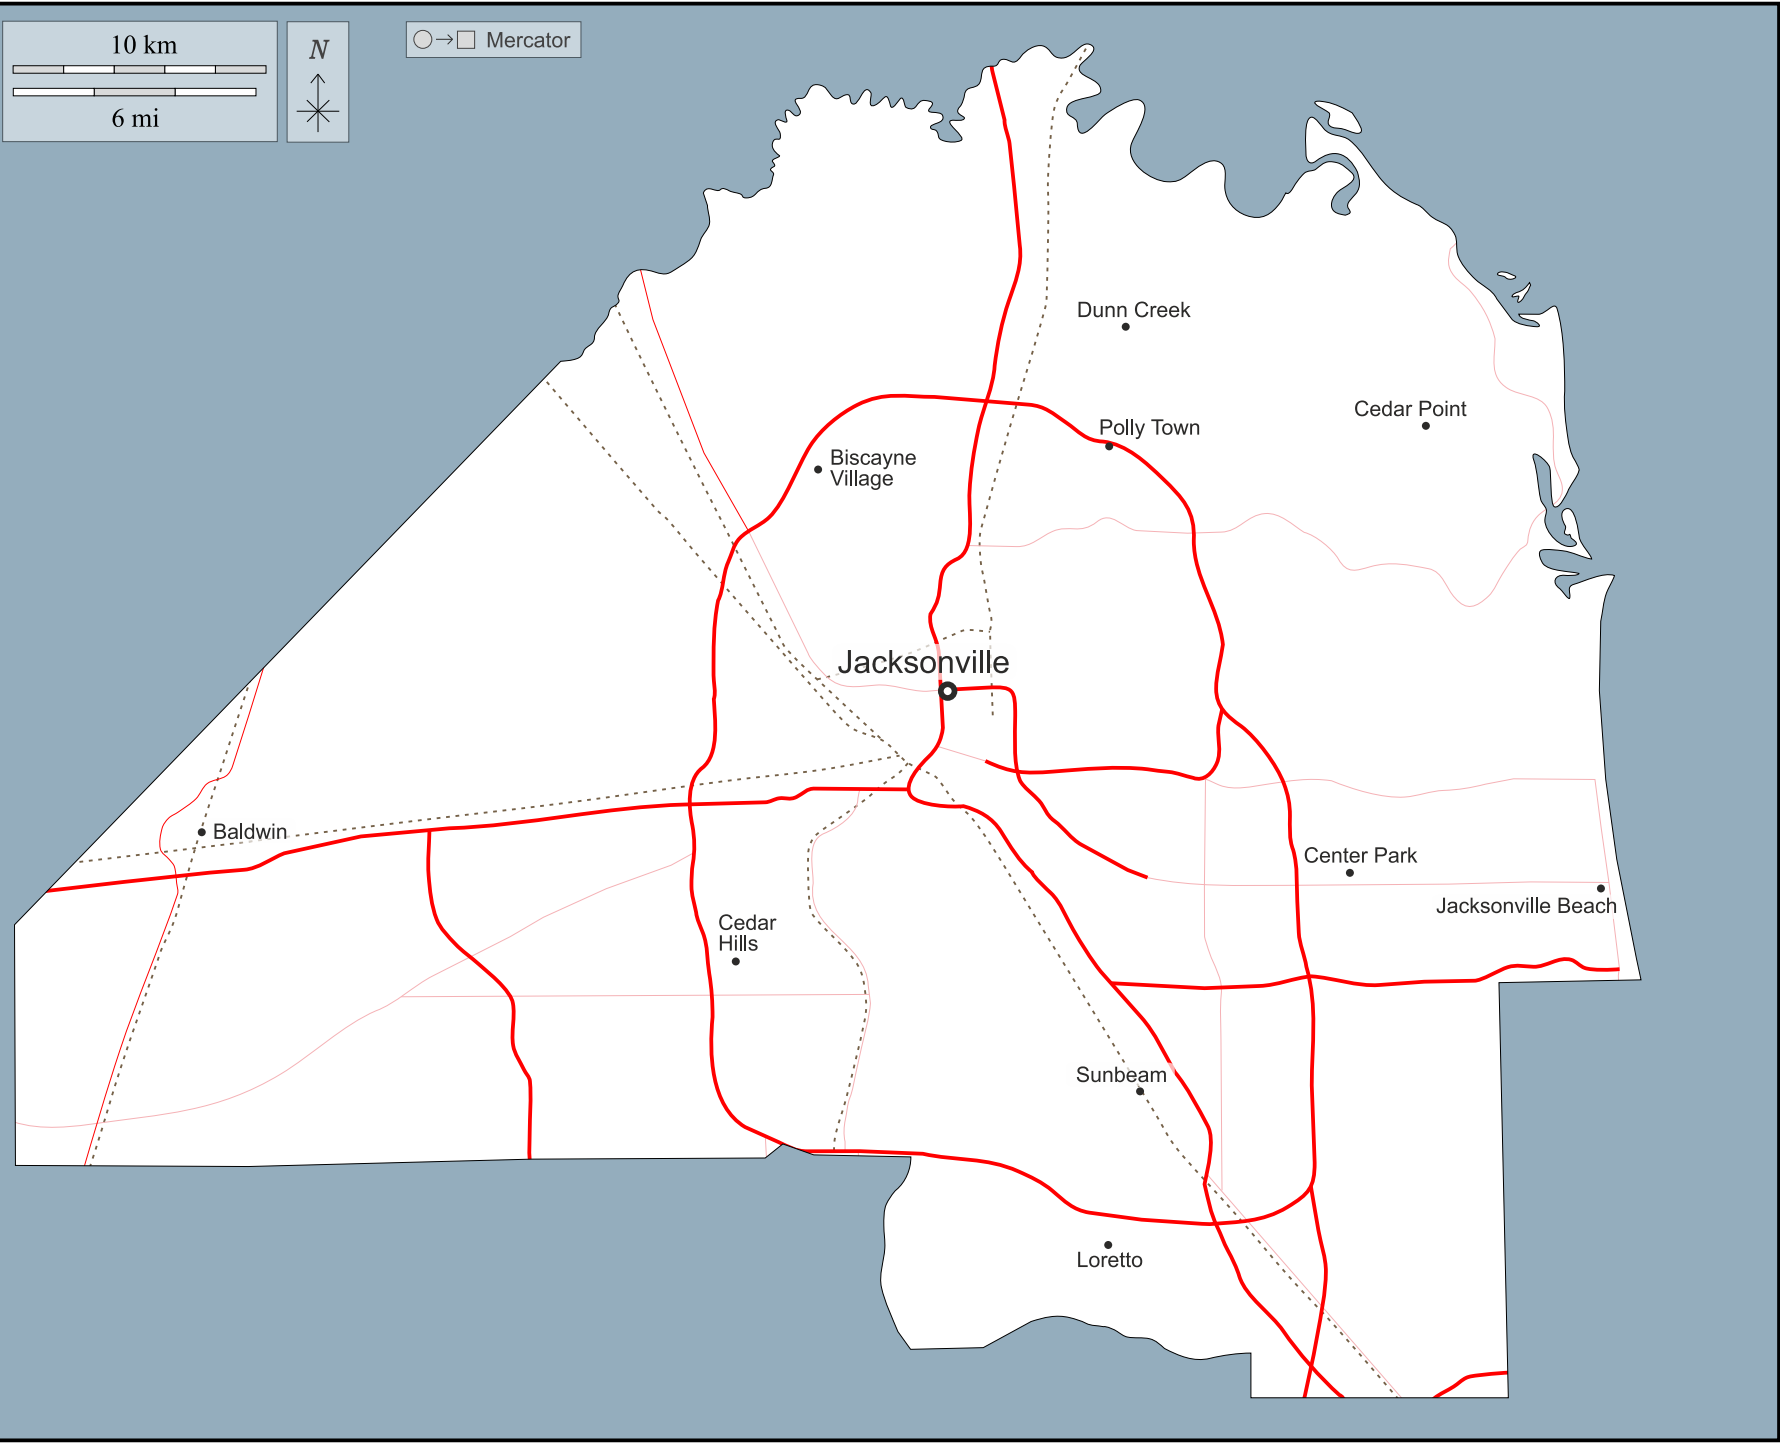 10 km
6 mi
N
Mercator
Dunn Creek
Cedar Point
Polly Town
Biscayne
Village
Jacksonville
Baldwin
Center Park
Jacksonville Beach
Cedar
Hills
Sunbeam
Loretto